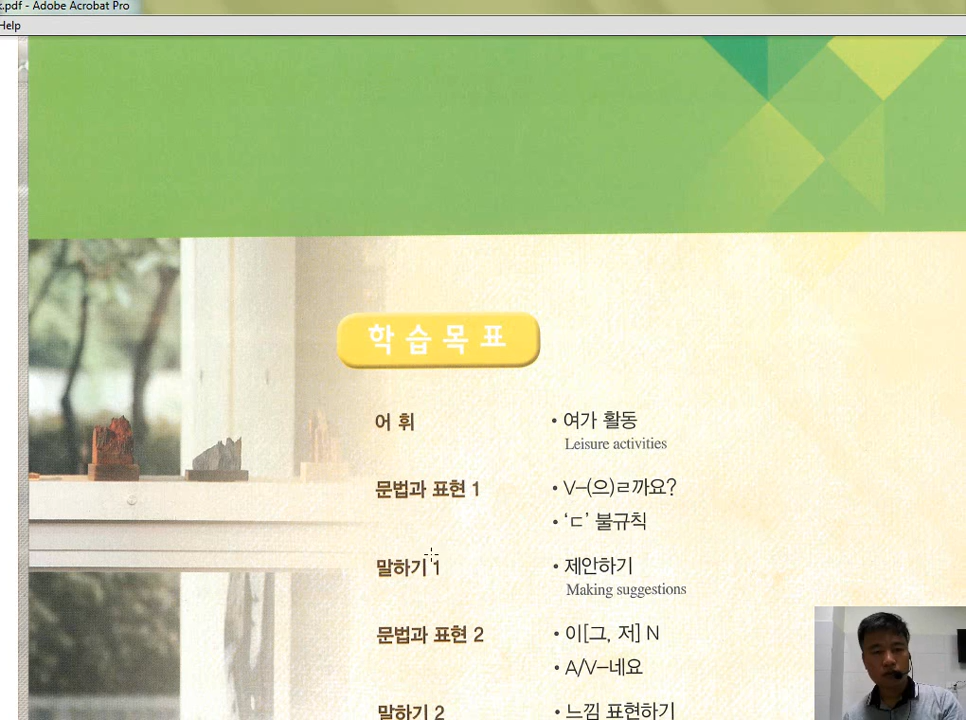 .pdf - Adobe Acrobat Pro
Help
학습목표
어 휘
• 여가 활동
Leisure activities
문법과 표현 1
• V-(으)ㄹ까요?
• ‘ㄷ’ 불규칙
말하기 1
• 제안하기
Making suggestions
문법과 표현 2
• 이[그, 저] N
• A/V-네요
말하기 2
• 느낌 표현하기